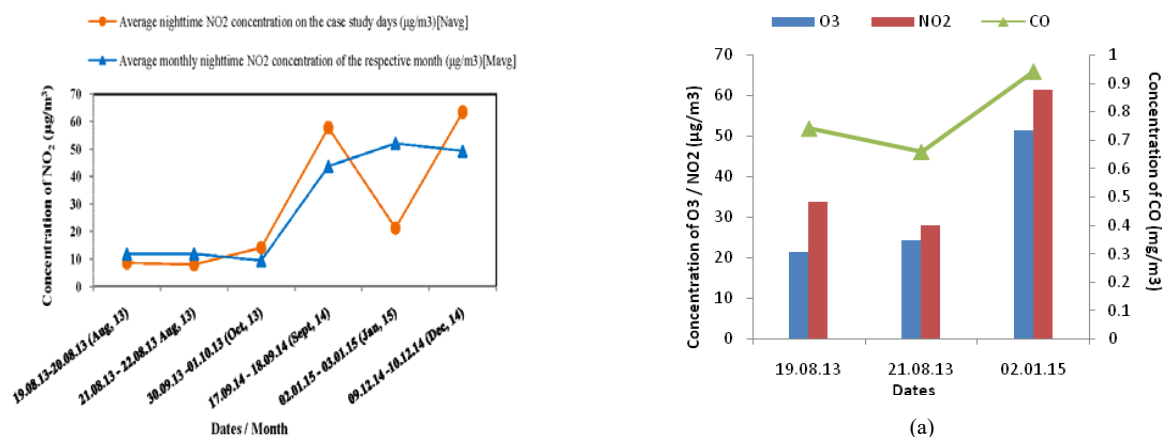 Average nighttime NO2 concentration on the case study days (µg/m3)[Navg]
Average monthly nighttime NO2 concentration of the respective month (µg/m3)[Mavg]
Concentration of NO₂ (µg/m³)
70
60
50
40
30
20
10
0
19.08.13-20.08.13 (Aug, 13)
21.08.13 - 22.08.13 Aug, 13)
30.09.13 -01.10.13 (Oct, 13)
17.09.14 - 18.09.14 (Sept, 14)
02.01.15 - 03.01.15 (Jan, 15)
09.12.14 -10.12.14 (Dec, 14)
Dates / Month
O3 NO2 CO
Concentration of O3 / NO2 (µg/m3)
70
60
50
40
30
20
10
0
1
0.9
0.8
0.7
0.6
0.5
0.4
0.3
0.2
0.1
0
Concentration of CO (mg/m3)
19.08.13 21.08.13 02.01.15
Dates
(a)